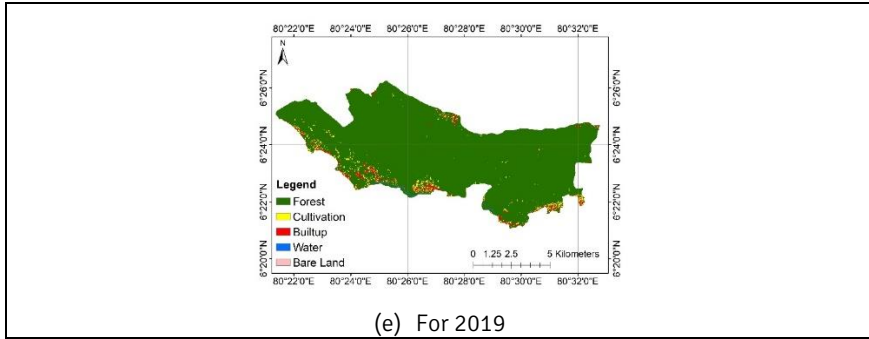 80°22'0"E 80°24'0"E 80°26'0"E 80°28'0"E 80°30'0"E 80°32'0"E
N
6°26'0"N 6°26'0"N
6°24'0"N 6°24'0"N
6°22'0"N 6°22'0"N
6°20'0"N 6°20'0"N
Legend
Forest
Cultivation
Builtup
Water
Bare Land
0 1.25 2.5 5 Kilometers
80°22'0"E 80°24'0"E 80°26'0"E 80°28'0"E 80°30'0"E 80°32'0"E
(e) For 2019